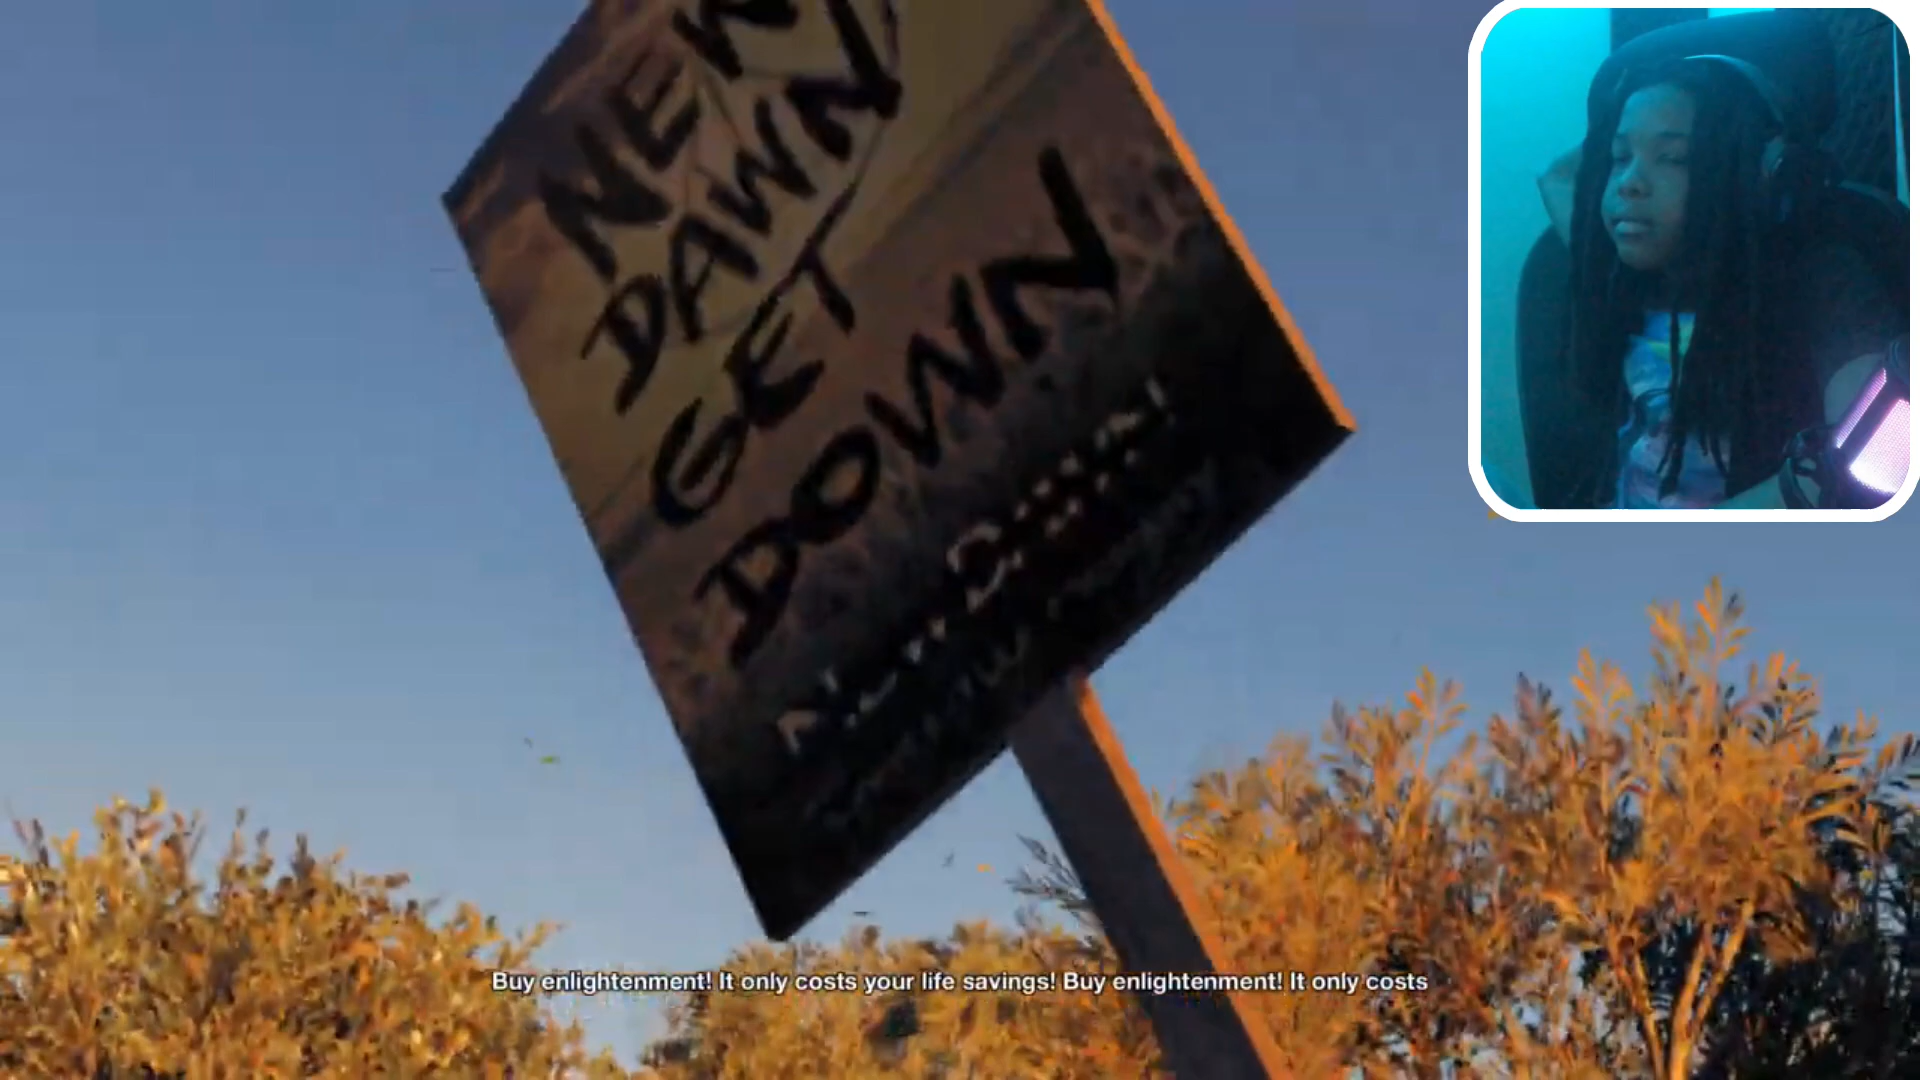 NEW
DAWN
GET
DOWN
Buy enlightenment! It only costs your life savings! Buy enlightenment! It only costs